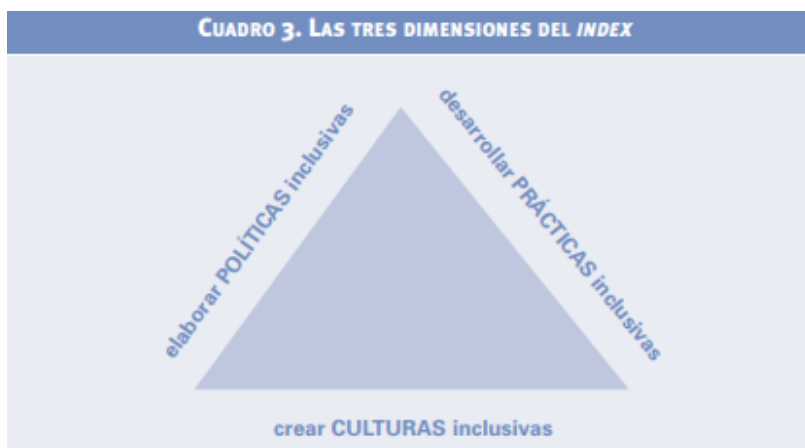 CUADRO 3. LAS TRES DIMENSIONES DEL INDEX
elaborar POLÍTICAS inclusivas
desarrollar PRÁCTICAS inclusivas
crear CULTURAS inclusivas